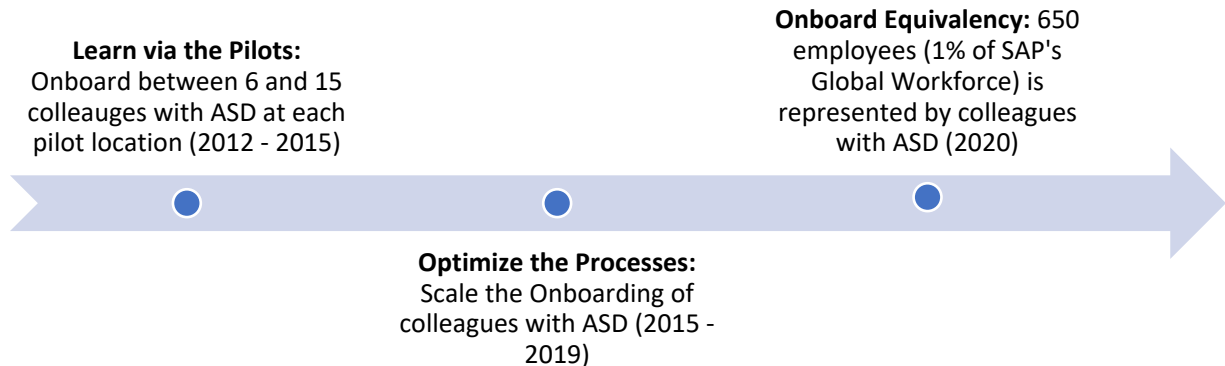 Learn via the Pilots:
Onboard between 6 and 15
colleauges with ASD at each
pilot location (2012 - 2015)
Optimize the Processes:
Scale the Onboarding of
colleagues with ASD (2015 -
2019)
Onboard Equivalency: 650
employees (1% of SAP's
Global Workforce) is
represented by colleagues
with ASD (2020)